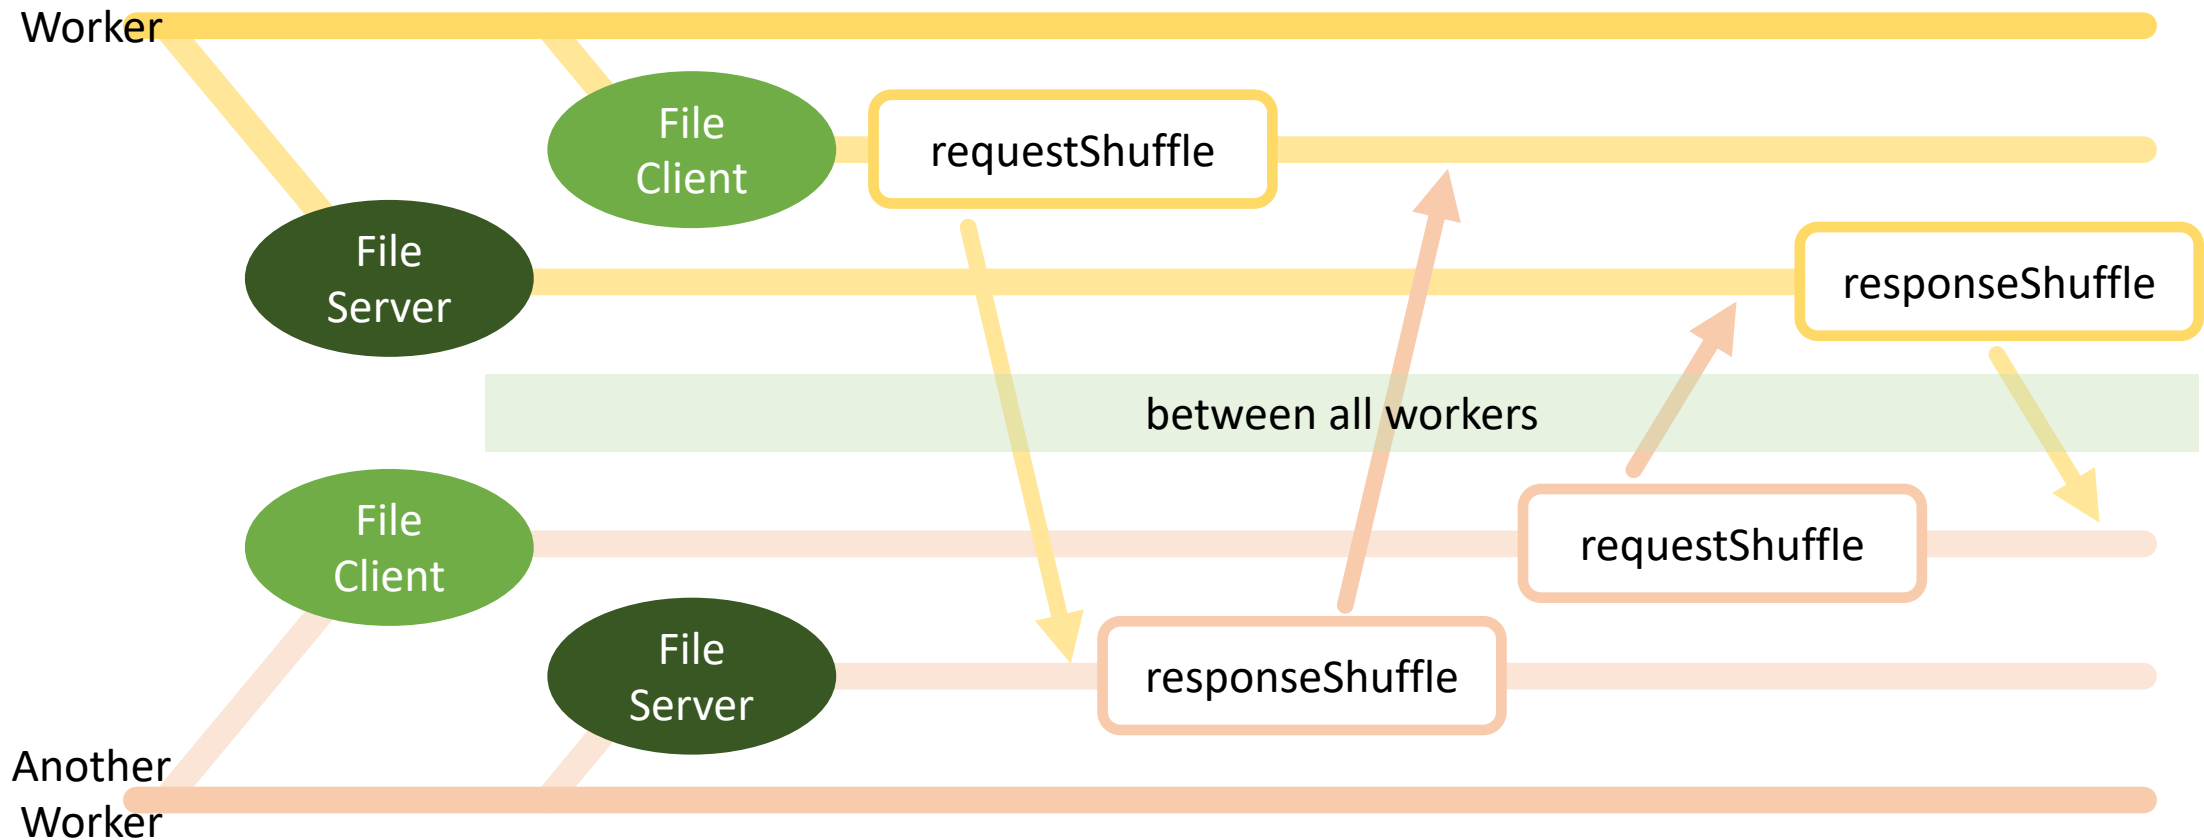 Worker
File
Client
requestShuffle
File
Server
responseShuffle
between all workers
File
Client
requestShuffle
File
Server
responseShuffle
Another
Worker